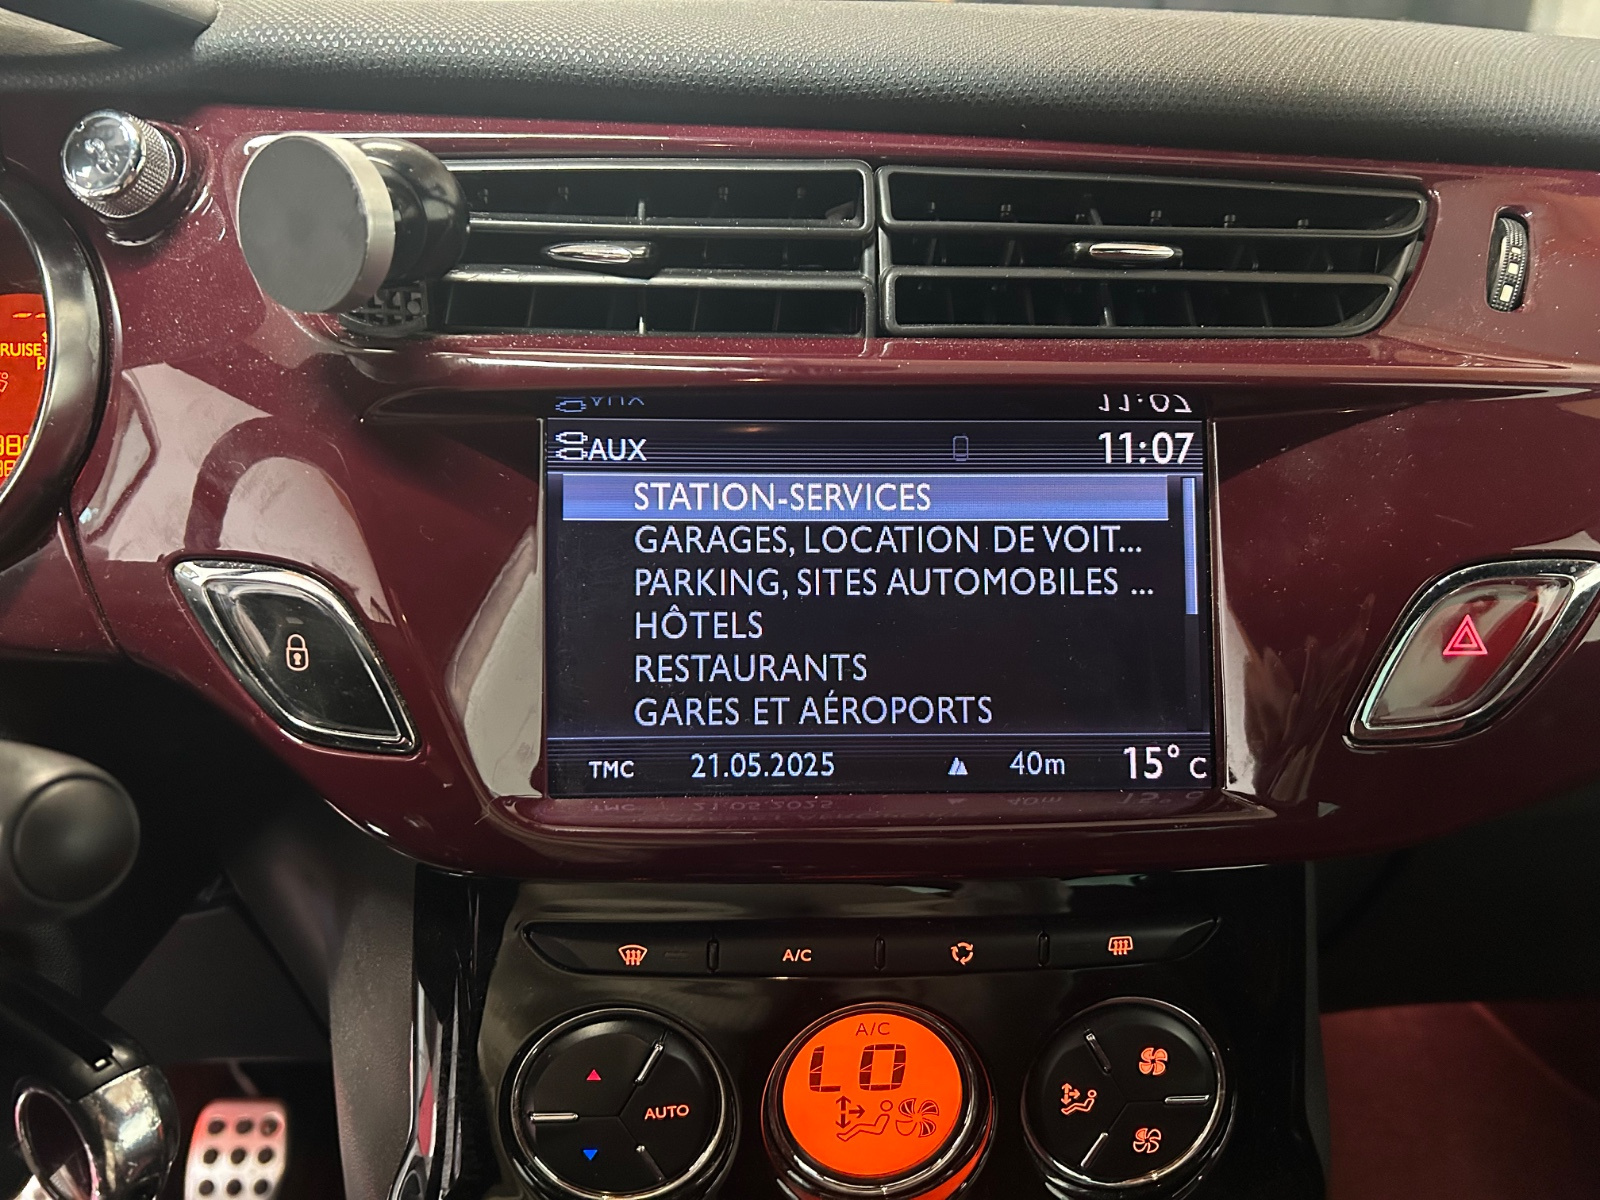 AUX 11:07
STATION-SERVICES
GARAGES, LOCATION DE VOIT...
PARKING, SITES AUTOMOBILES ...
HÔTELS
RESTAURANTS
GARES ET AÉROPORTS
TMC 21.05.2025 40m 15° C
A/C
A/C
LO
AUTO